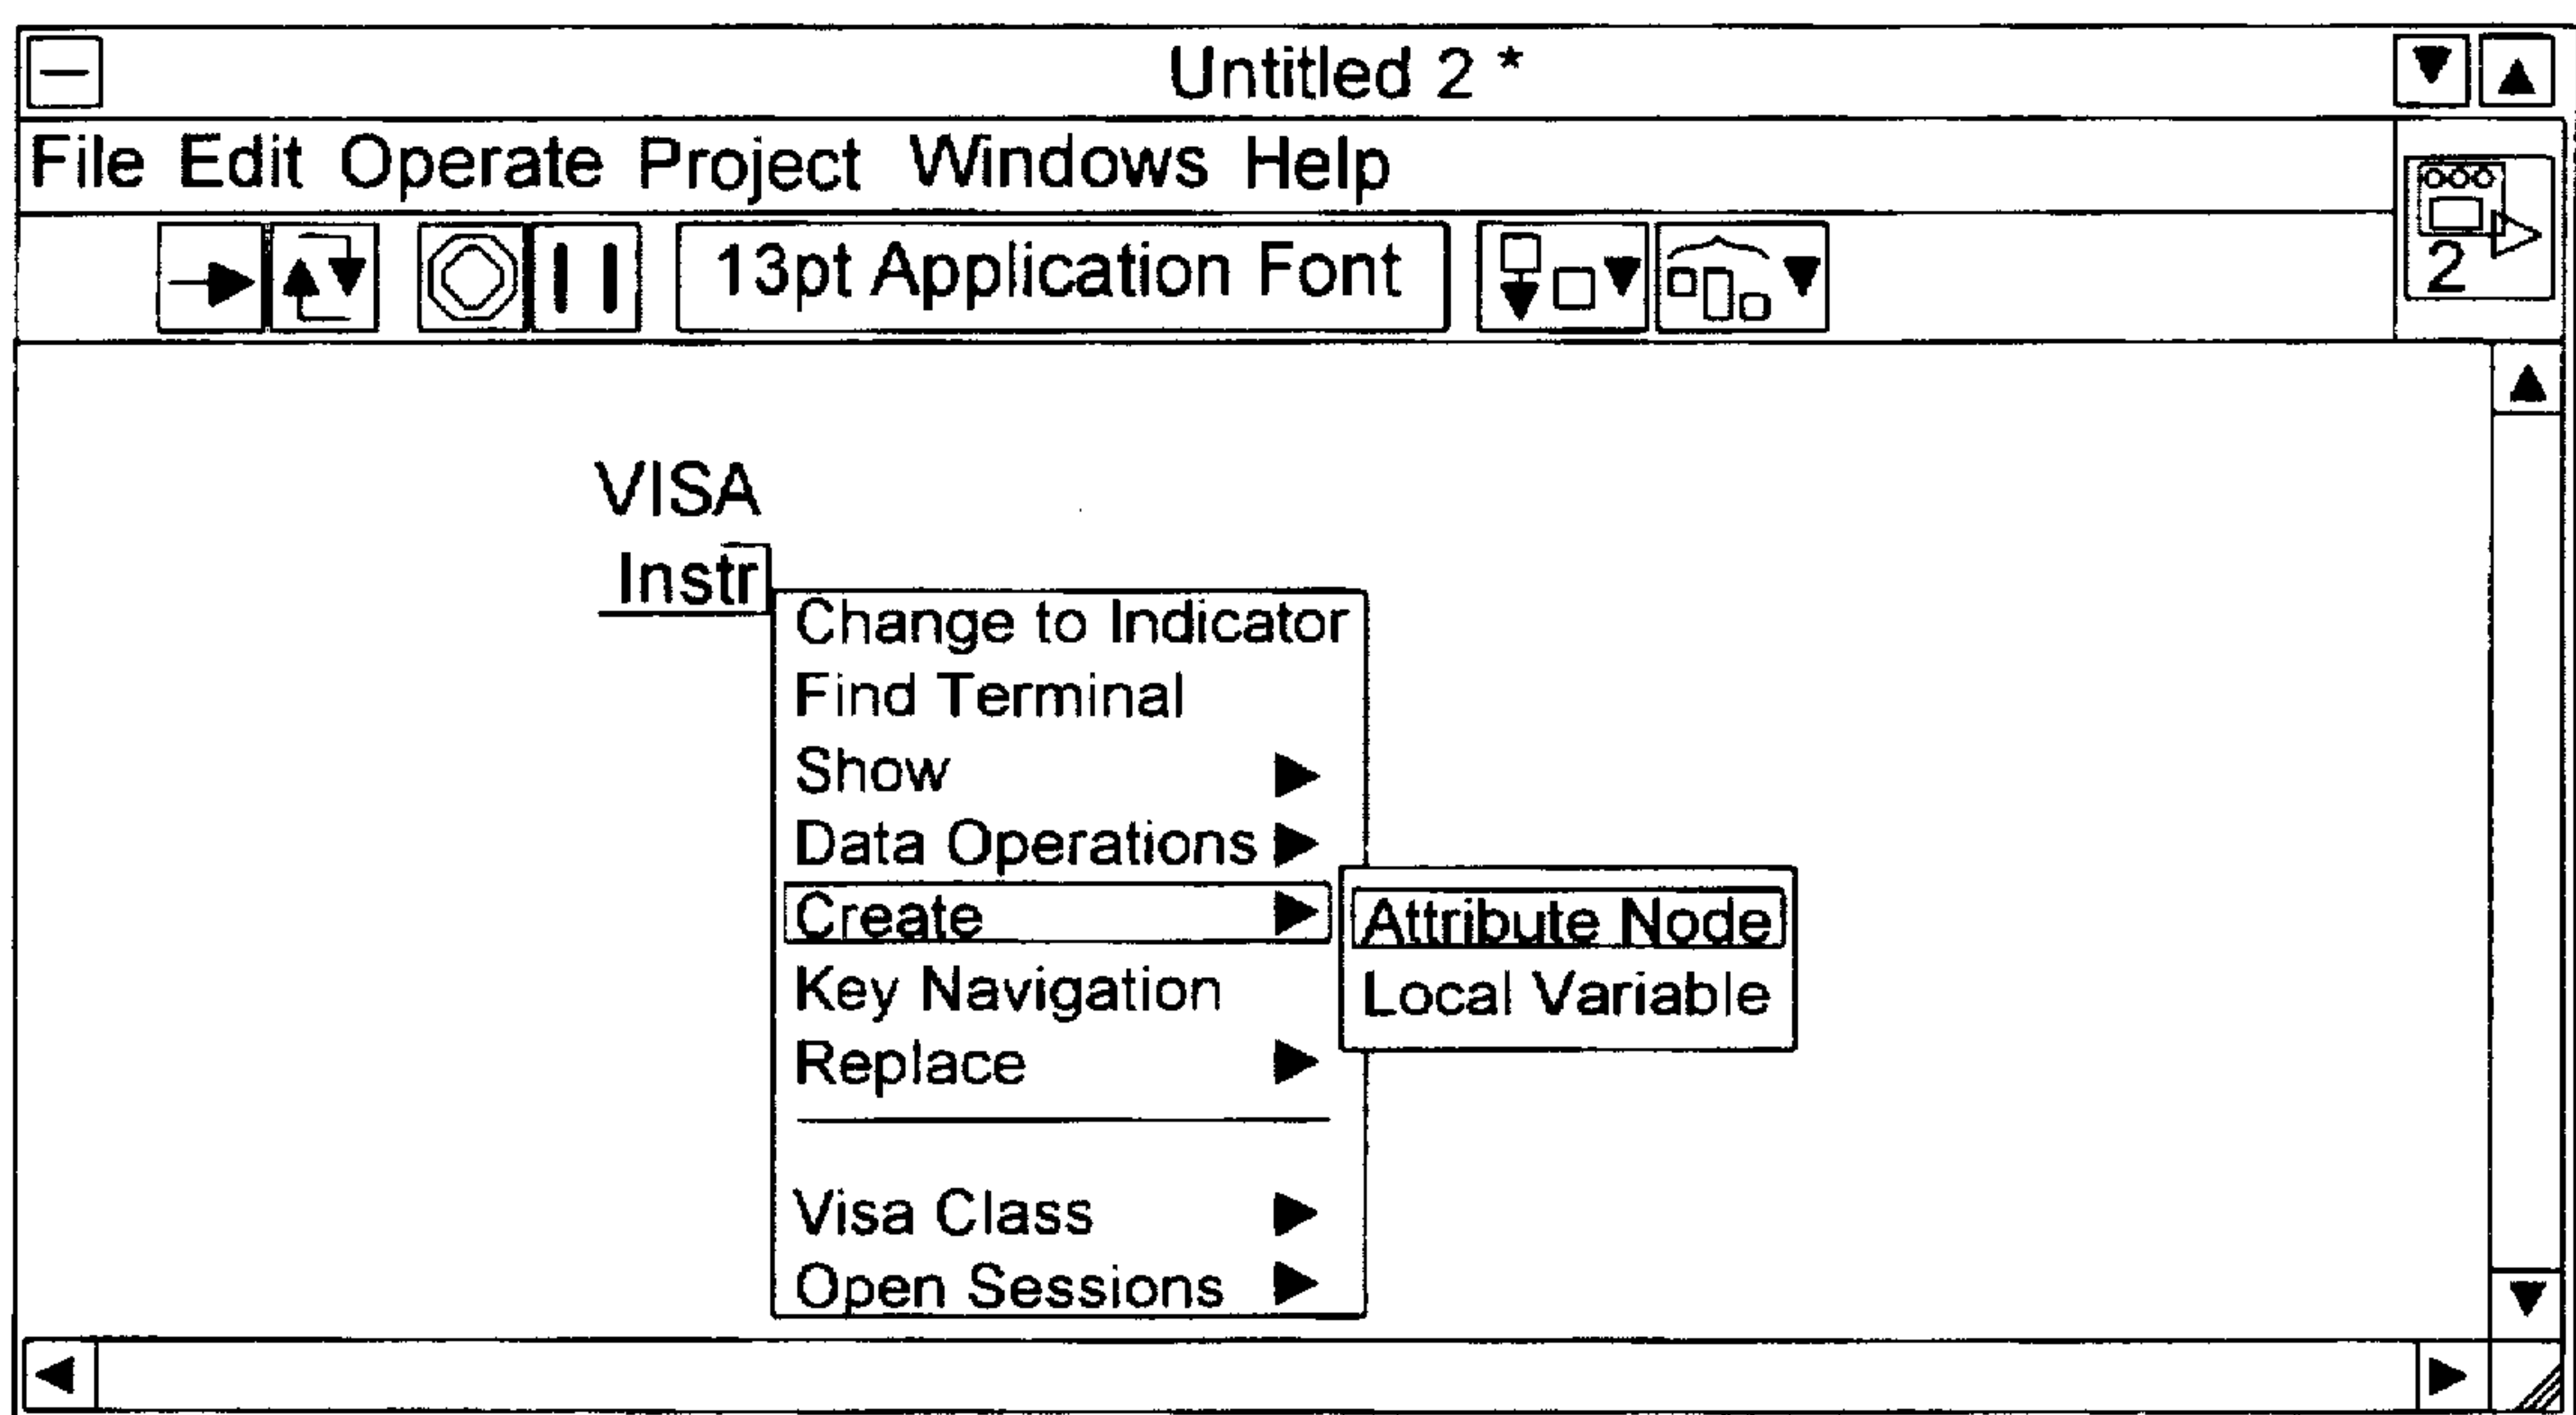 Untitled 2 *
File Edit Operate Project Windows Help
13pt Application Font
2
VISA
Instr
Change to Indicator
Find Terminal
Show
Data Operations
Create
Attribute Node
Key Navigation
Local Variable
Replace
Visa Class
Open Sessions